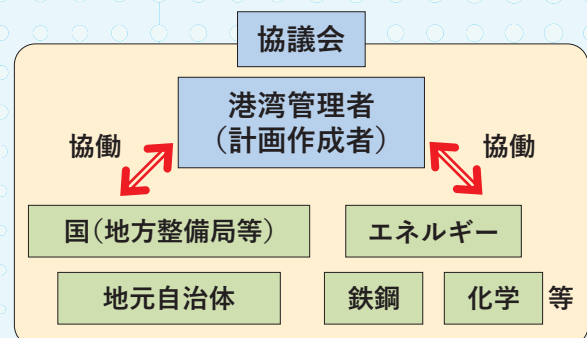 協議会
港湾管理者
（計画作成者）
協働
協働
国（地方整備局等）
エネルギー
地元自治体
鉄鋼
化学
等